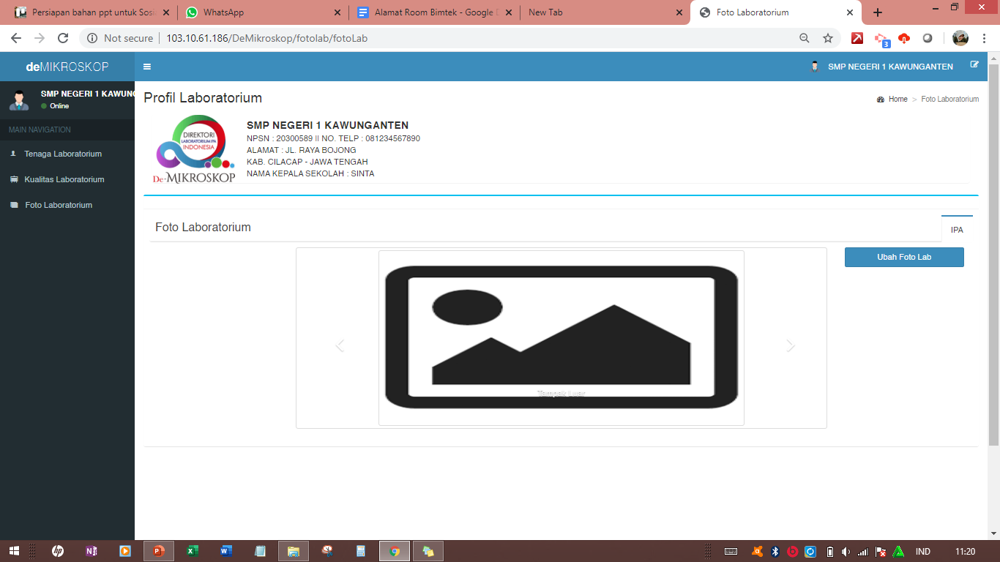 Persiapan bahan ppt untuk Sosi
WhatsApp
Alamat Room Bimtek - Google D
New Tab
Foto Laboratorium
Not secure
103.10.61.186/DeMikroskop/fotolab/fotoLab
3
deMIKROSKOP
SMP NEGERI 1 KAWUNGANTEN
SMP NEGERI 1 KAWUNG
Online
Profil Laboratorium
Home > Foto Laboratorium
MAIN NAVIGATION
Tenaga Laboratorium
Kualitas Laboratorium
Foto Laboratorium
DIREKTORI
LABORATORIUM IPA
INDONESIA
De-MIKROSKOP
SMP NEGERI 1 KAWUNGANTEN
NPSN : 20300589 || NO. TELP : 081234567890
ALAMAT : JL. RAYA BOJONG
KAB. CILACAP - JAWA TENGAH
NAMA KEPALA SEKOLAH : SINTA
Foto Laboratorium
IPA
Ubah Foto Lab
Tampak Luar
IND
11:20